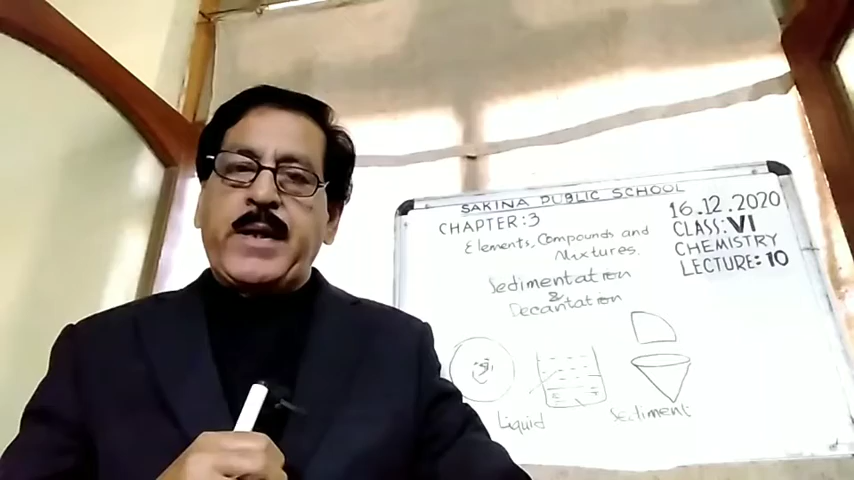 SAKINA PUBLIC SCHOOL
16.12.2020
CHAPTER:3
CLASS: VI
Elements, Compounds and
CHEMISTRY
Mixtures.
LECTURE: 10
Sedimentation
&
Decantation
Liquid
Sediment